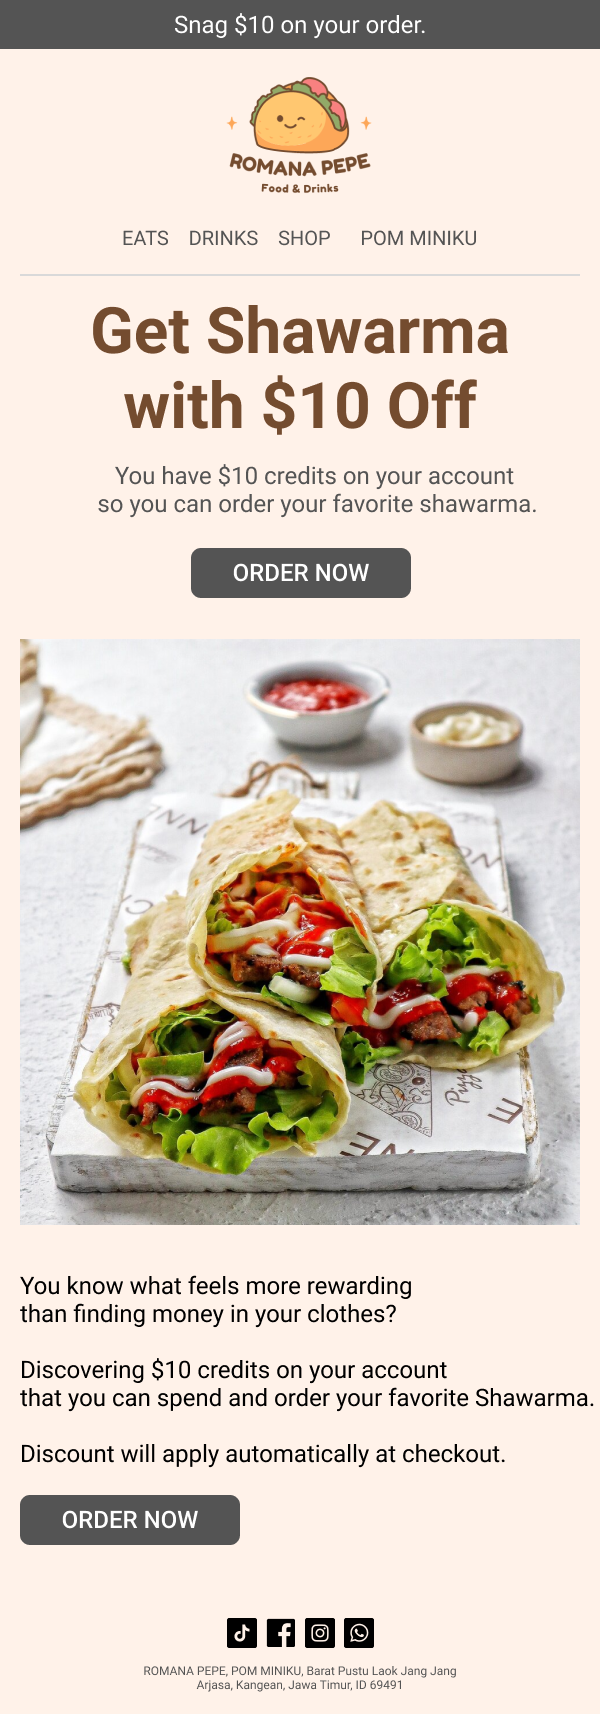 Snag $10 on your order.
ROMANA PEPE
Food & Drinks
EATS DRINKS SHOP POM MINIKU
Get Shawarma
with $10 Off
You have $10 credits on your account
so you can order your favorite shawarma.
ORDER NOW
You know what feels more rewarding
than finding money in your clothes?
Discovering $10 credits on your account
that you can spend and order your favorite Shawarma.
Discount will apply automatically at checkout.
ORDER NOW
ROMANA PEPE, POM MINIKU, Barat Pustu Laok Jang Jang
Arjasa, Kangean, Jawa Timur, ID 69491